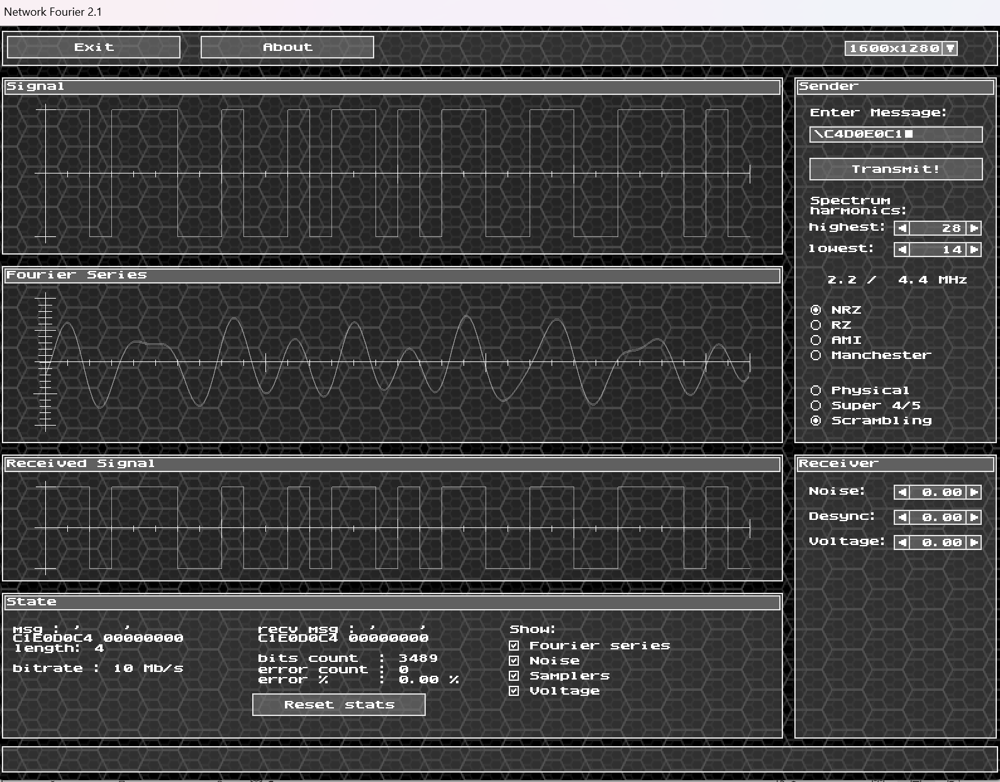 Network Fourier 2.1
Exit
About
1600x1280
Signal
Fourier Series
Received Signal
State
msg : '    '
C1E0D0C4 00000000
length: 4
bitrate : 10 Mb/s
recv msg : '    '
C1E0D0C4 00000000
bits count : 3489
error count : 0
error % : 0.00 %
Reset stats
Show:
Fourier series
Noise
Samplers
Voltage
Sender
Enter Message:
\C4D0E0C1
Transmit!
Spectrum
harmonics:
highest: 28
lowest: 14
2.2 / 4.4 MHz
NRZ
RZ
AMI
Manchester
Physical
Super 4/5
Scrambling
Receiver
Noise: 0.00
Desync: 0.00
Voltage: 0.00